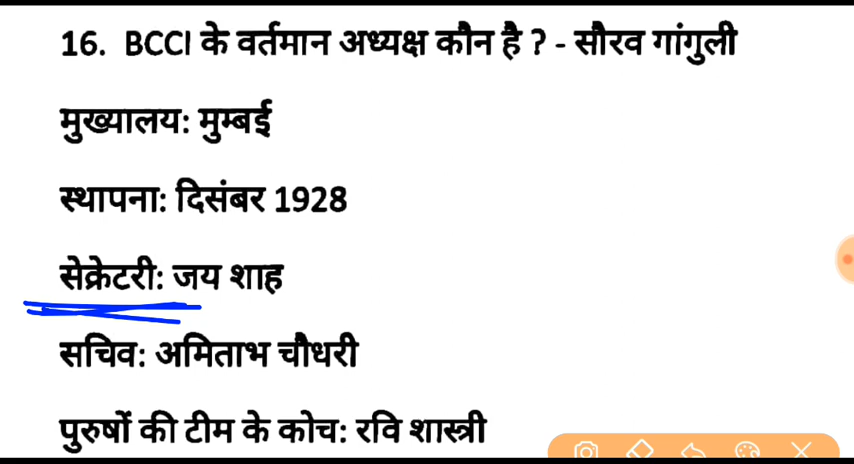 16. BCCI के वर्तमान अध्यक्ष कौन है ? - सौरव गांगुली
मुख्यालय: मुम्बई
स्थापना: दिसंबर 1928
सेक्रेटरी: जय शाह
सचिव: अमिताभ चौधरी
पुरुषों की टीम के कोच: रवि शास्त्री